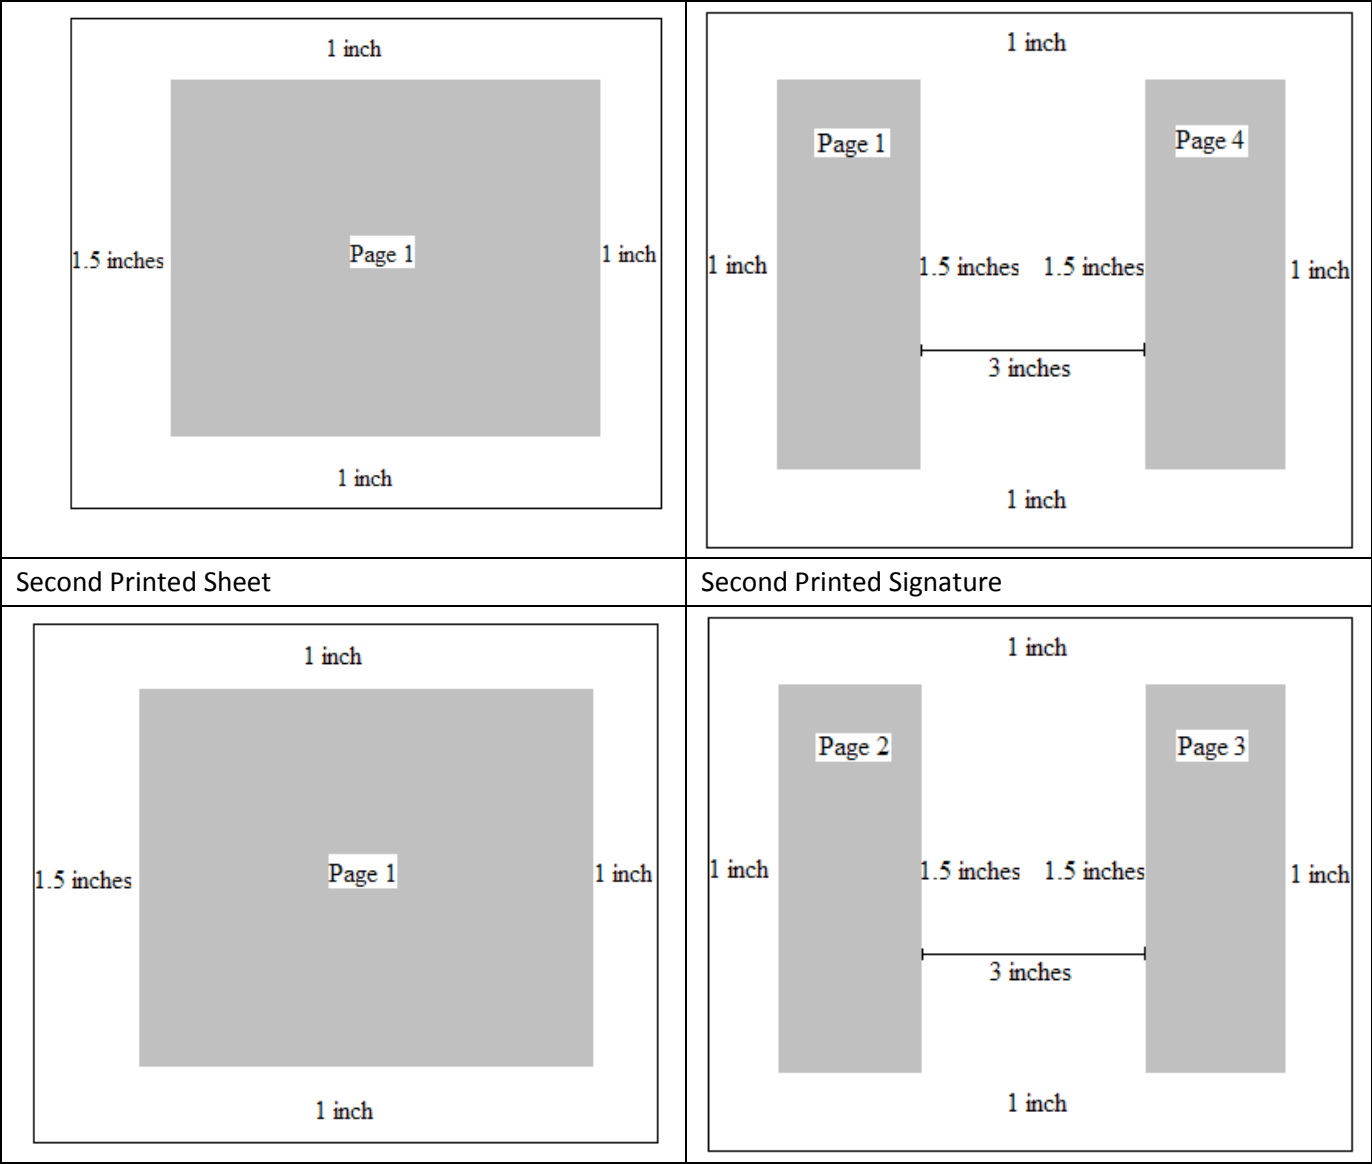 1 inch
1.5 inches
Page 1
1 inch
1 inch
1 inch
Page 1
Page 4
1 inch
1.5 inches 1.5 inches
1 inch
3 inches
1 inch
Second Printed Sheet
Second Printed Signature
1 inch
1.5 inches
Page 1
1 inch
1 inch
1 inch
Page 2
Page 3
1 inch
1.5 inches 1.5 inches
1 inch
3 inches
1 inch